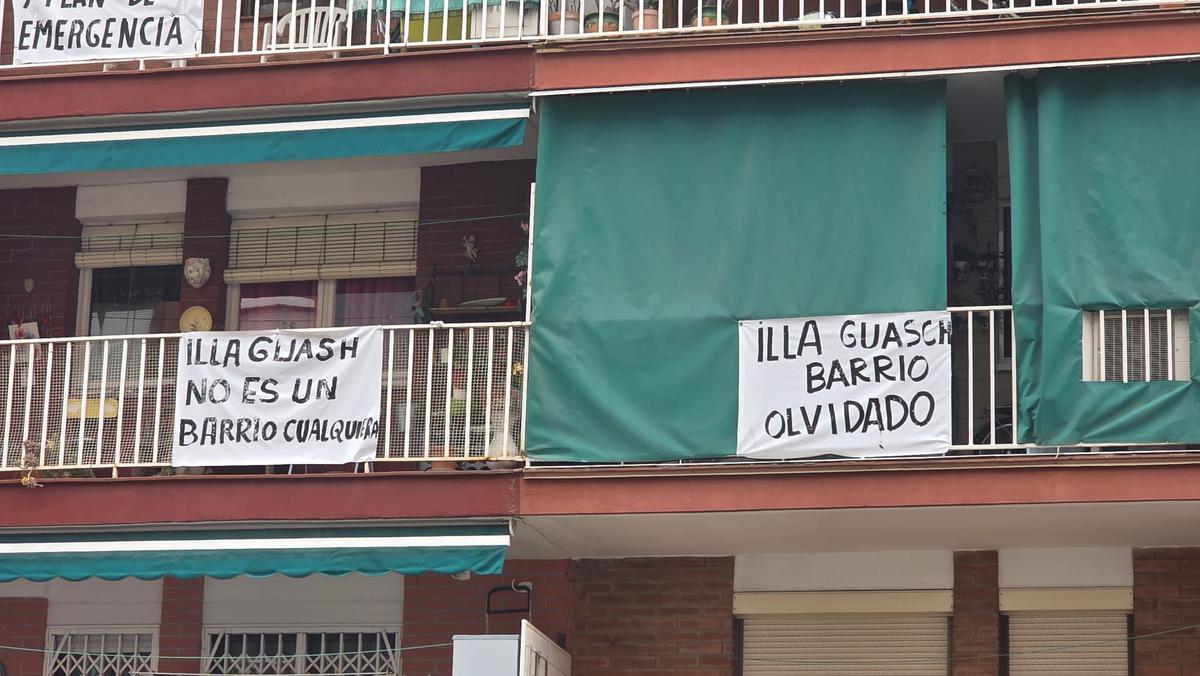 Y PLAN DE
EMERGENCIA
ILLA GUASH
NO ES UN
BARRIO CUALQUIERA
ILLA GUASCH
BARRIO
OLVIDADO